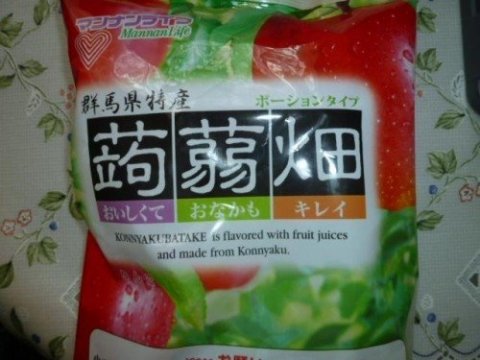 マンナンライフ
MannanLife
群馬県特産
ポーションタイプ
蒟蒻畑
おいしくて おなかも キレイ
KONNYAKUBATAKE is flavored with fruit juices
and made from Konnyaku.